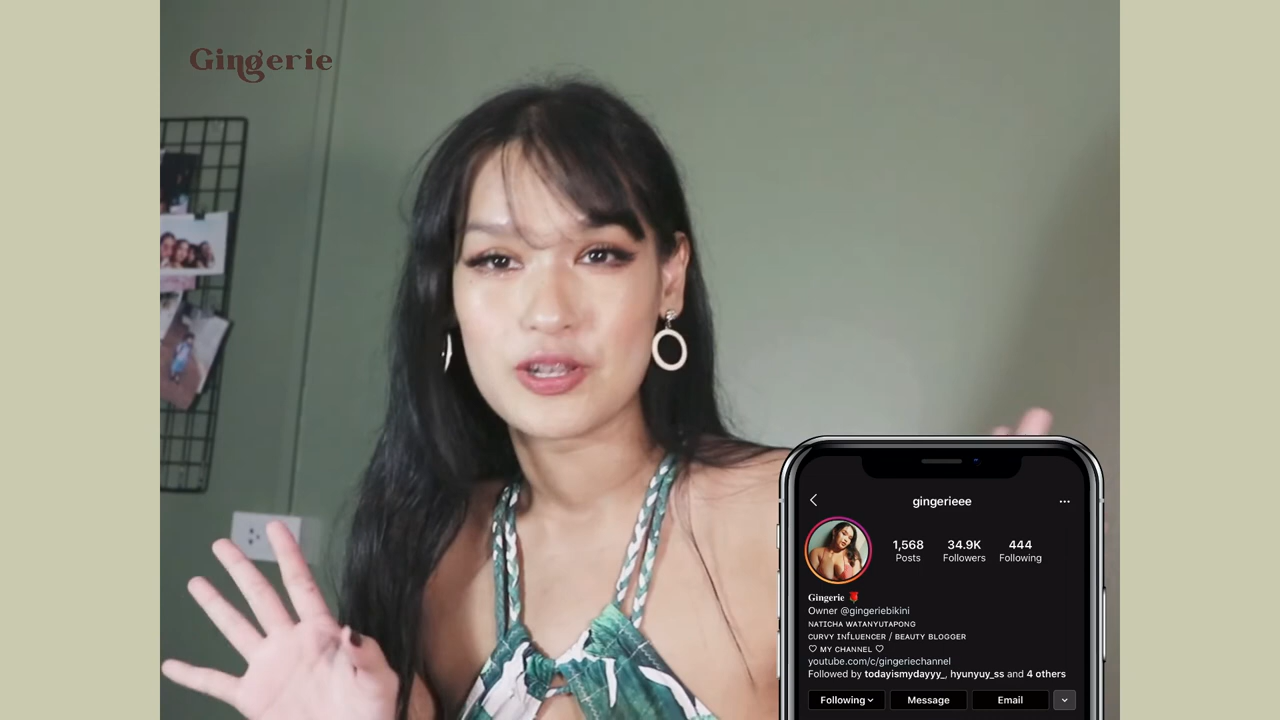 Gingerie
gingerieee
1,568 34.9K 444
Posts Followers Following
Gingerie
Owner @gingeriebikini
NATICHA WATANYUTAPONG
CURVY INfLUENCER / BEAUTY BLOGGER
♡ MY CHANNEL ♡
youtube.com/c/gingeriechannel
Followed by todayismydayyy_, hyunyuy_ss and 4 others
Following Message Email